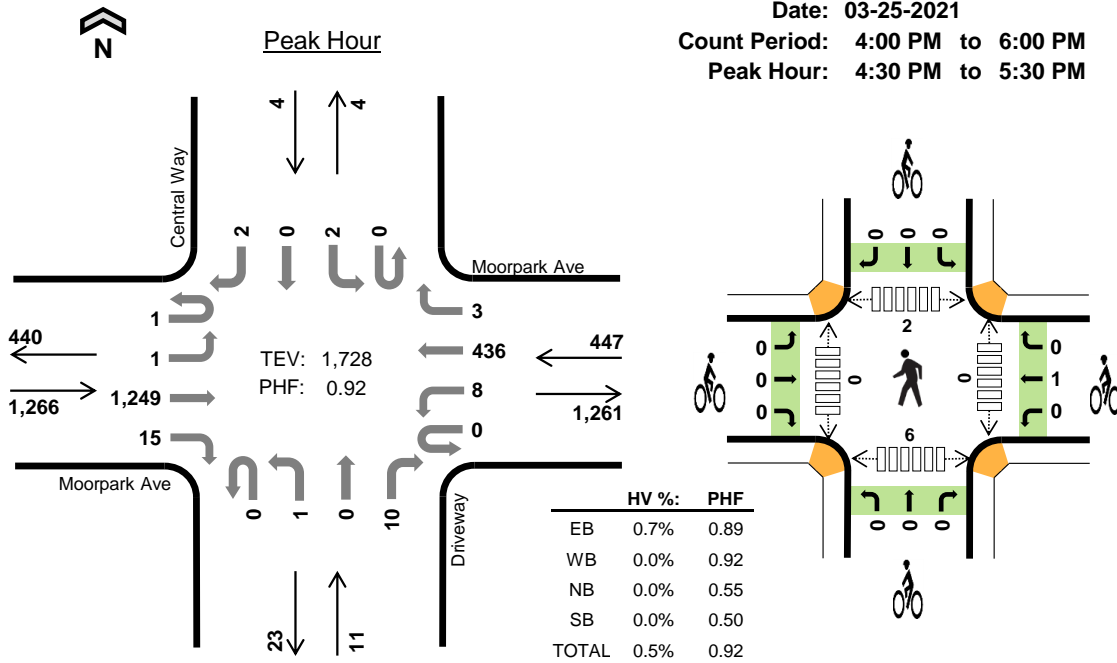 Date: 03-25-2021
N
Peak Hour
Count Period: 4:00 PM to 6:00 PM
Peak Hour: 4:30 PM to 5:30 PM
4 4
Central Way
2 0 2 0
0 0 0
Moorpark Ave
1
3
2
440
1
TEV: 1,728
436
447
0 0
0 0 0 1
1,266
1,249
PHF: 0.92
8
1,261
0 0
15
0
6
Moorpark Ave
0 1 0 10
Driveway
HV %: PHF
0 0 0
EB 0.7% 0.89
WB 0.0% 0.92
NB 0.0% 0.55
SB 0.0% 0.50
TOTAL 0.5% 0.92
23 11